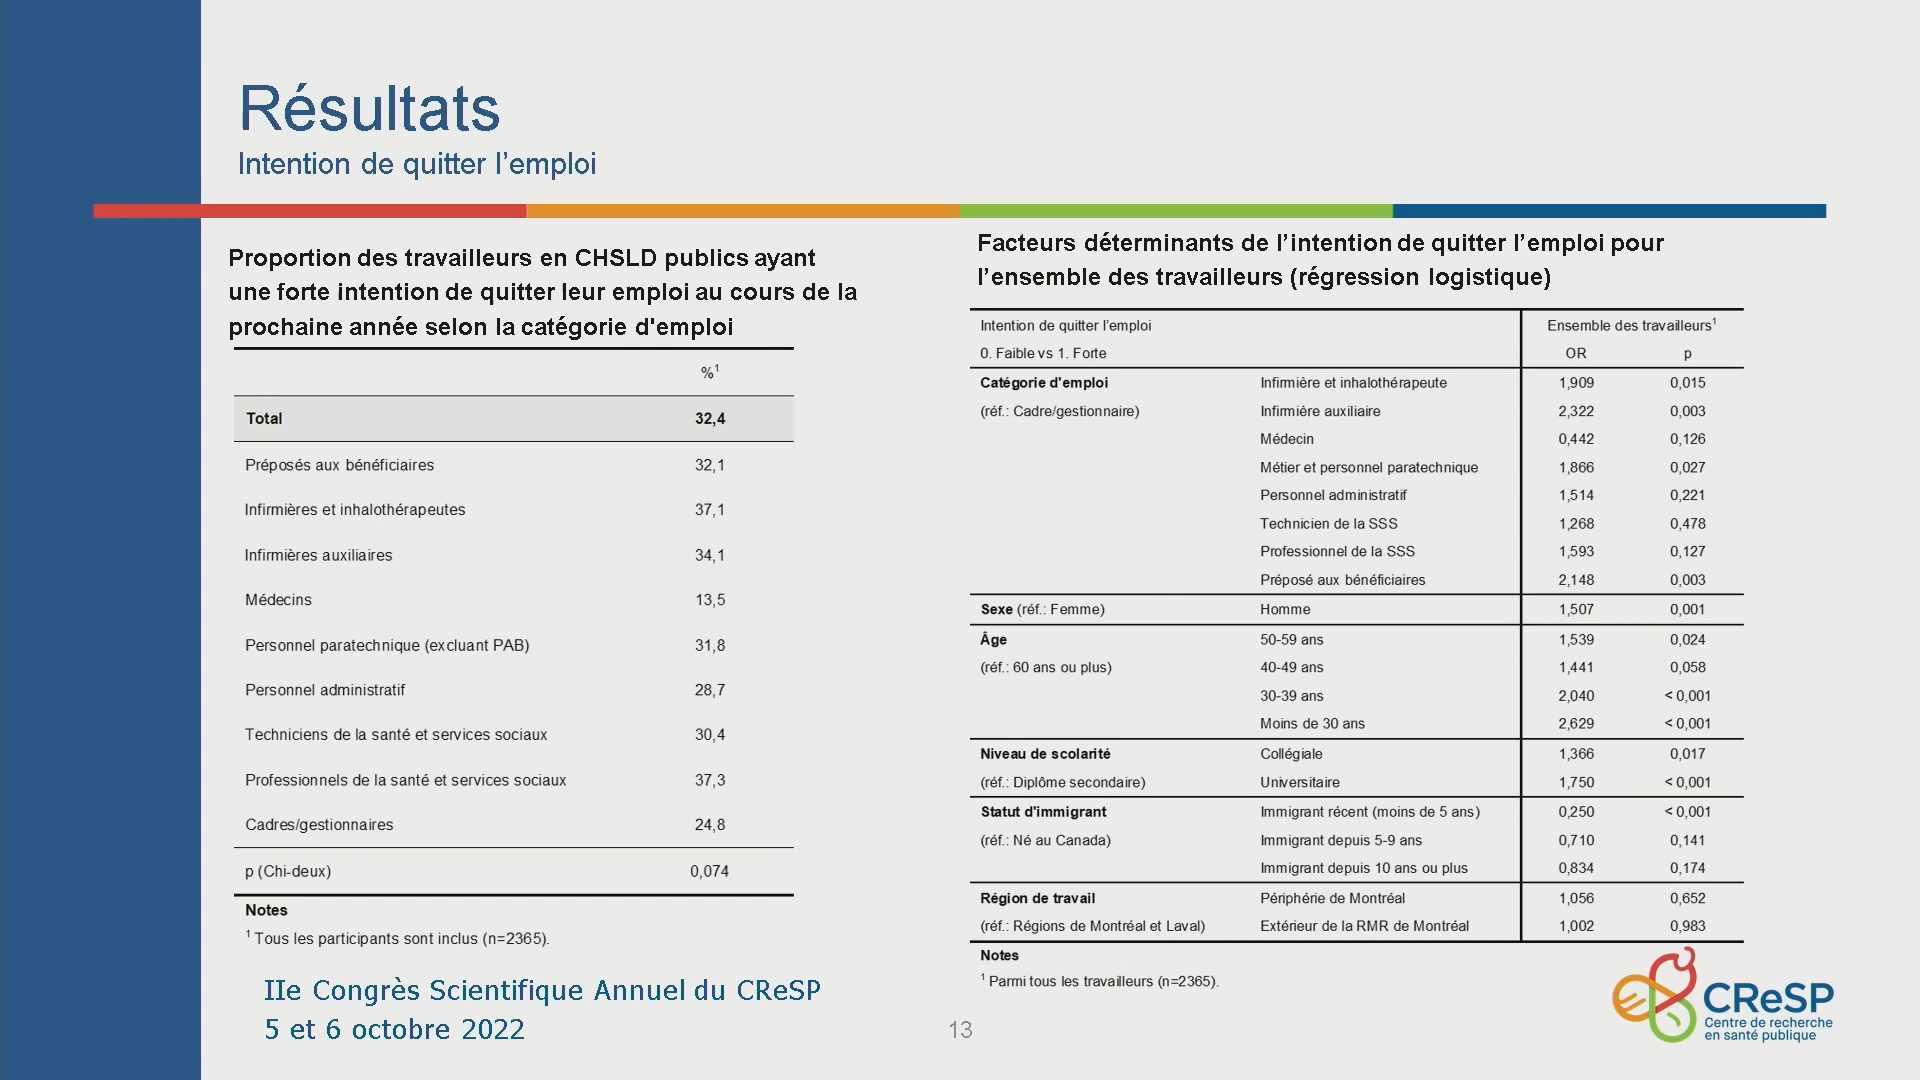 Résultats
Intention de quitter l’emploi
Proportion des travailleurs en CHSLD publics ayant
une forte intention de quitter leur emploi au cours de la
prochaine année selon la catégorie d'emploi
%¹
Total 32,4
Préposés aux bénéficiaires 32,1
Infirmières et inhalothérapeutes 37,1
Infirmières auxiliaires 34,1
Médecins 13,5
Personnel paratechnique (excluant PAB) 31,8
Personnel administratif 28,7
Techniciens de la santé et services sociaux 30,4
Professionnels de la santé et services sociaux 37,3
Cadres/gestionnaires 24,8
p (Chi-deux) 0,074
Notes
¹ Tous les participants sont inclus (n=2365).
Facteurs déterminants de l’intention de quitter l’emploi pour
l’ensemble des travailleurs (régression logistique)
Intention de quitter l’emploi Ensemble des travailleurs¹
0. Faible vs 1. Forte OR p
Catégorie d'emploi Infirmière et inhalothérapeute 1,909 0,015
(réf.: Cadre/gestionnaire) Infirmière auxiliaire 2,322 0,003
Médecin 0,442 0,126
Métier et personnel paratechnique 1,866 0,027
Personnel administratif 1,514 0,221
Technicien de la SSS 1,268 0,478
Professionnel de la SSS 1,593 0,127
Préposé aux bénéficiaires 2,148 0,003
Sexe (réf.: Femme) Homme 1,507 0,001
Âge 50-59 ans 1,539 0,024
(réf.: 60 ans ou plus) 40-49 ans 1,441 0,058
30-39 ans 2,040 < 0,001
Moins de 30 ans 2,629 < 0,001
Niveau de scolarité Collégiale 1,366 0,017
(réf.: Diplôme secondaire) Universitaire 1,750 < 0,001
Statut d'immigrant Immigrant récent (moins de 5 ans) 0,250 < 0,001
(réf.: Né au Canada) Immigrant depuis 5-9 ans 0,710 0,141
Immigrant depuis 10 ans ou plus 0,834 0,174
Région de travail Périphérie de Montréal 1,056 0,652
(réf.: Régions de Montréal et Laval) Extérieur de la RMR de Montréal 1,002 0,983
Notes
¹ Parmi tous les travailleurs (n=2365).
IIe Congrès Scientifique Annuel du CReSP
5 et 6 octobre 2022
13
CReSP
Centre de recherche
en santé publique